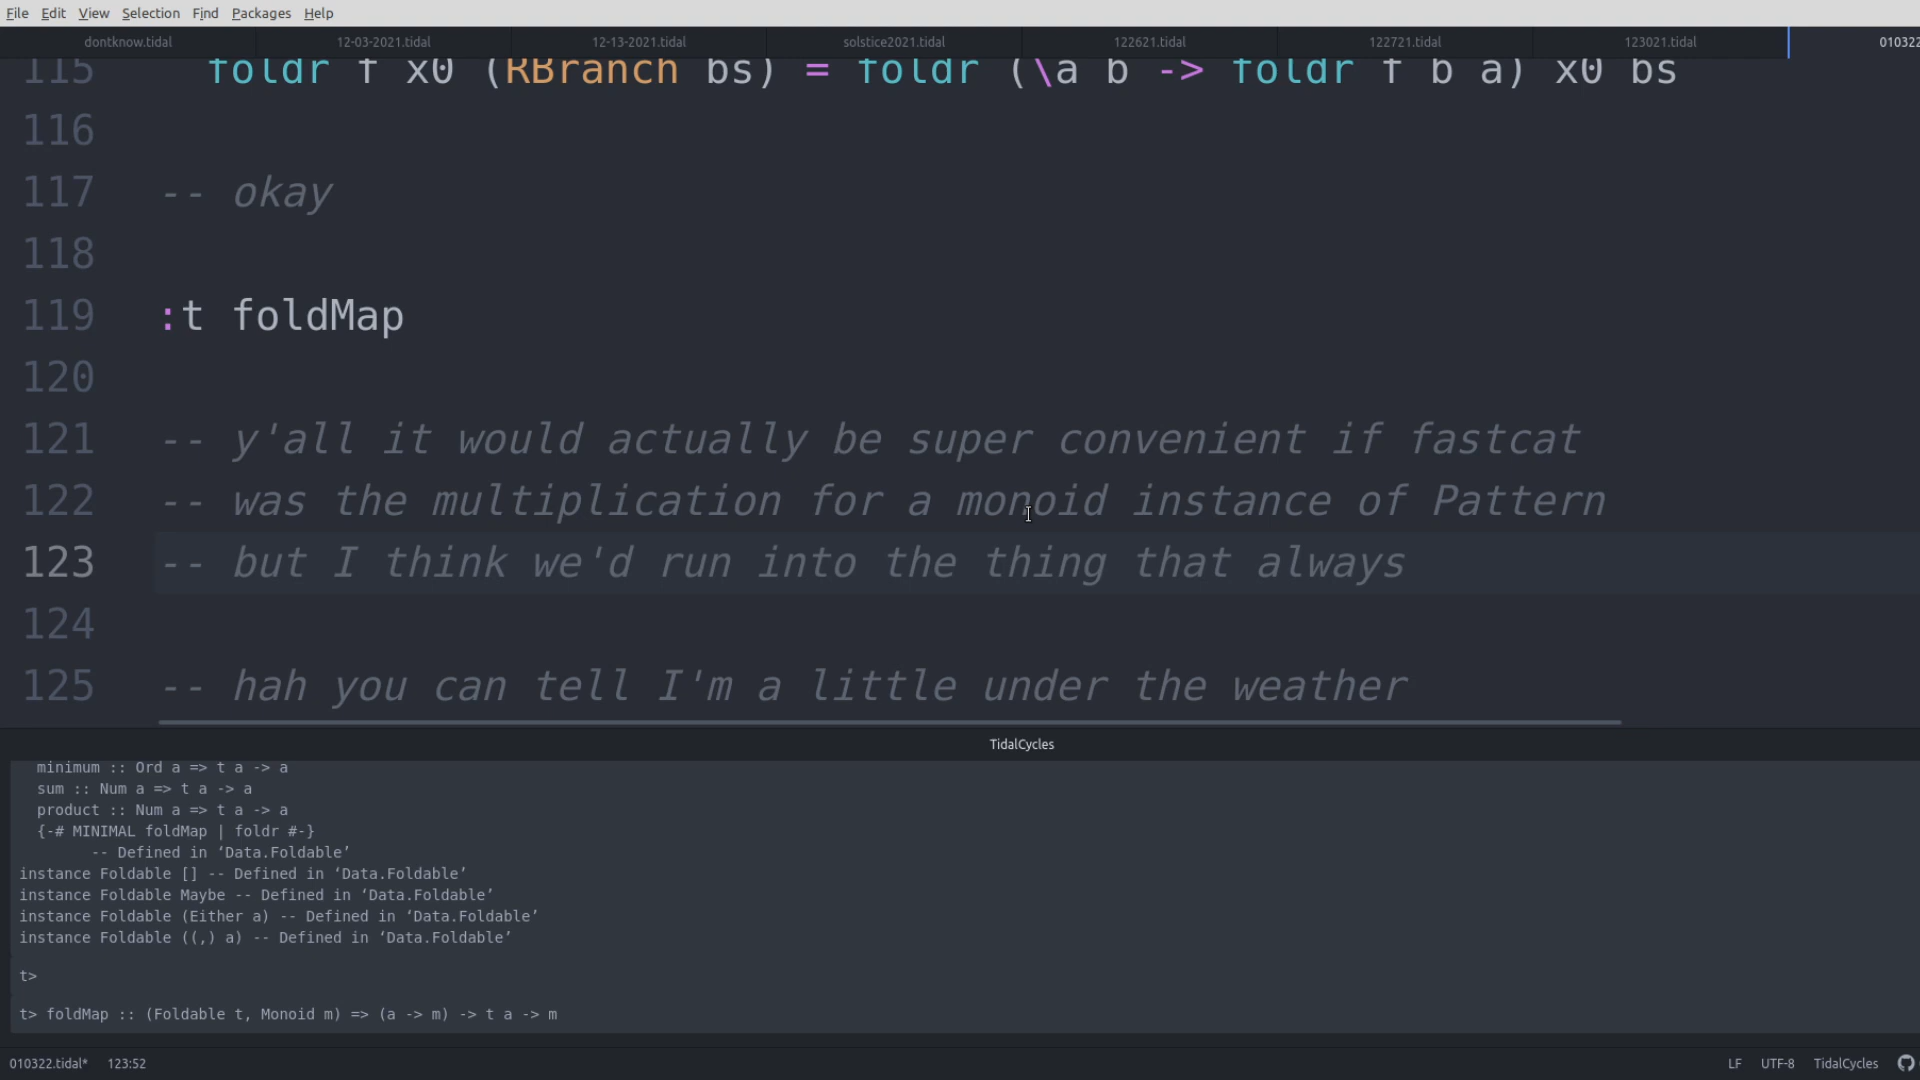 File Edit View Selection Find Packages Help
dontknow.tidal 12-03-2021.tidal 12-13-2021.tidal solstice2021.tidal 122621.tidal 122721.tidal 123021.tidal 010322
115 foldr f x0 (RBranch bs) = foldr (\a b -> foldr f b a) x0 bs
116
117 -- okay
118
119 :t foldMap
120
121 -- y'all it would actually be super convenient if fastcat
122 -- was the multiplication for a monoid instance of Pattern
123 -- but I think we'd run into the thing that always
124
125 -- hah you can tell I'm a little under the weather
TidalCycles
minimum :: Ord a => t a -> a
sum :: Num a => t a -> a
product :: Num a => t a -> a
{-# MINIMAL foldMap | foldr #-}
-- Defined in ‘Data.Foldable’
instance Foldable [] -- Defined in ‘Data.Foldable’
instance Foldable Maybe -- Defined in ‘Data.Foldable’
instance Foldable (Either a) -- Defined in ‘Data.Foldable’
instance Foldable ((,) a) -- Defined in ‘Data.Foldable’
t>
t> foldMap :: (Foldable t, Monoid m) => (a -> m) -> t a -> m
010322.tidal* 123:52 LF UTF-8 TidalCycles